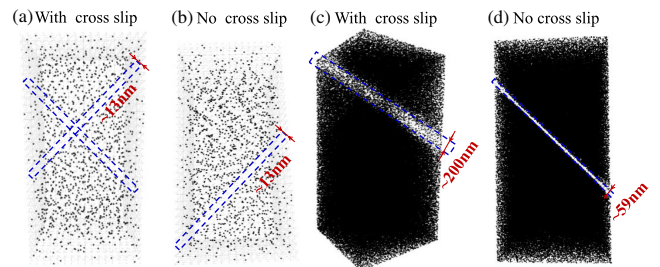 (a) With cross slip
(b) No cross slip
(c) With cross slip
(d) No cross slip
~13nm
~13nm
~200nm
~59nm